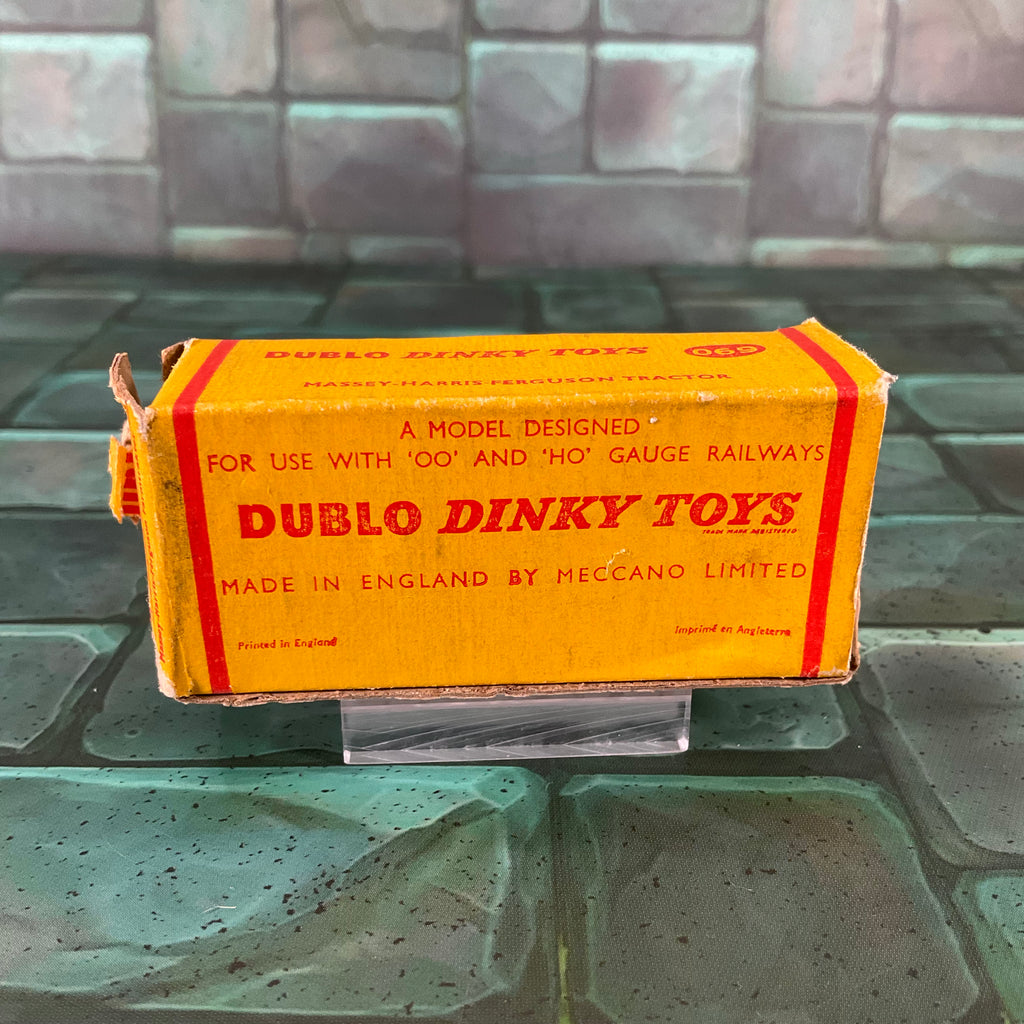 DUBLO DINKY TOYS 069
MASSEY-HARRIS-FERGUSON TRACTOR
A MODEL DESIGNED
FOR USE WITH 'OO' AND 'HO' GAUGE RAILWAYS
DUBLO DINKY TOYS
TRADE MARK REGISTERED
MADE IN ENGLAND BY MECCANO LIMITED
Printed in England
Imprimé en Angleterre